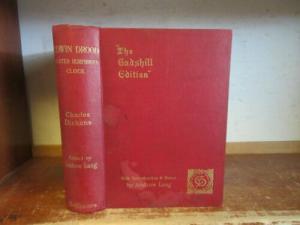 DWIN DROOD
MASTER HUMPHREY'S
CLOCK
Charles
Dickens
Edited by
Andrew Lang
"The
Gadshill
Edition"
With Introduction & Notes
by Andrew Lang